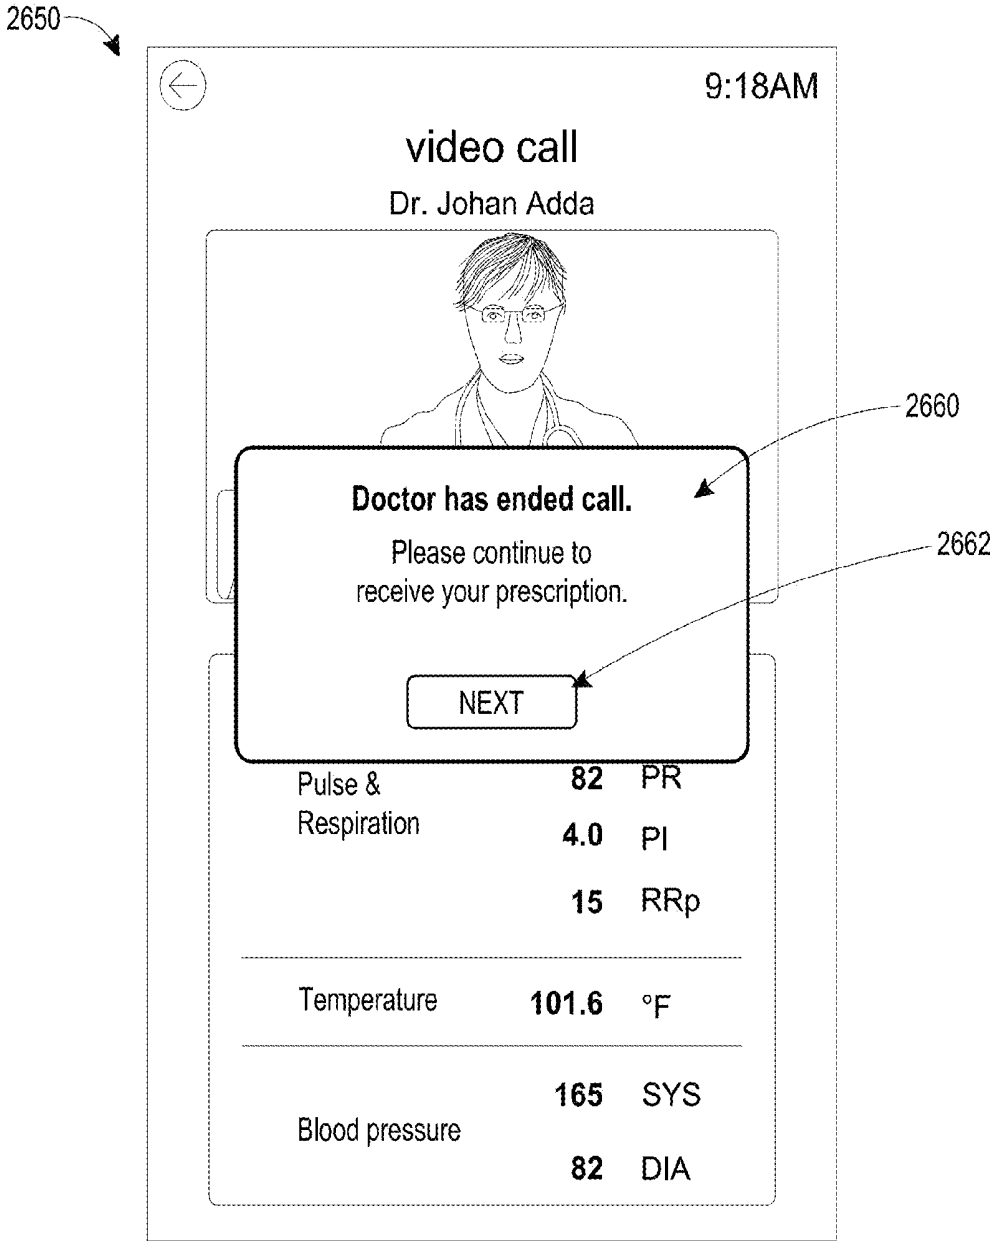 2650
9:18AM
video call
Dr. Johan Adda
2660
Doctor has ended call.
2662
Please continue to
receive your prescription.
NEXT
Pulse & 82 PR
Respiration 4.0 PI
15 RRp
Temperature 101.6 °F
165 SYS
Blood pressure
82 DIA